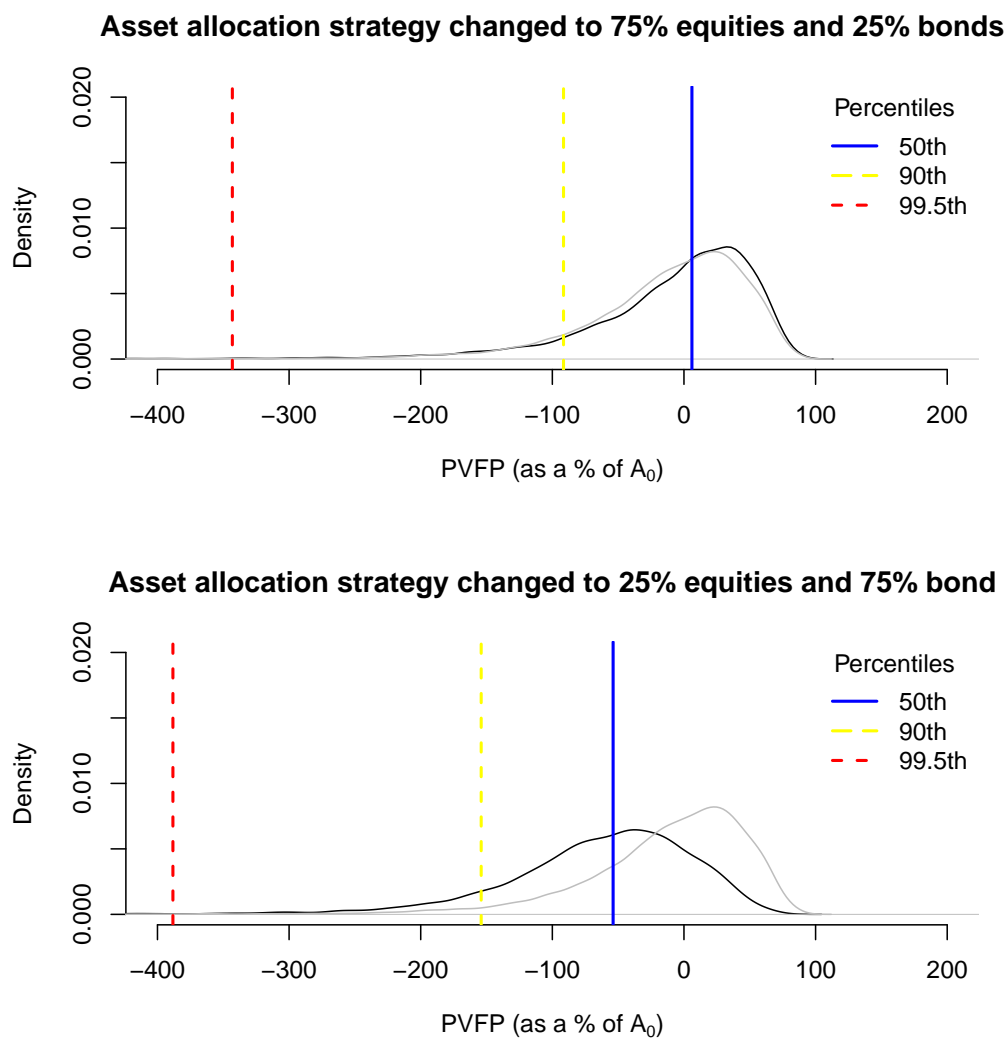 Asset allocation strategy changed to 75% equities and 25% bonds
0.020
0.010
0.000
Density
Percentiles
50th
90th
99.5th
−400 −300 −200 −100 0 100 200
PVFP (as a % of A0)
Asset allocation strategy changed to 25% equities and 75% bond
0.020
0.010
0.000
Density
Percentiles
50th
90th
99.5th
−400 −300 −200 −100 0 100 200
PVFP (as a % of A0)